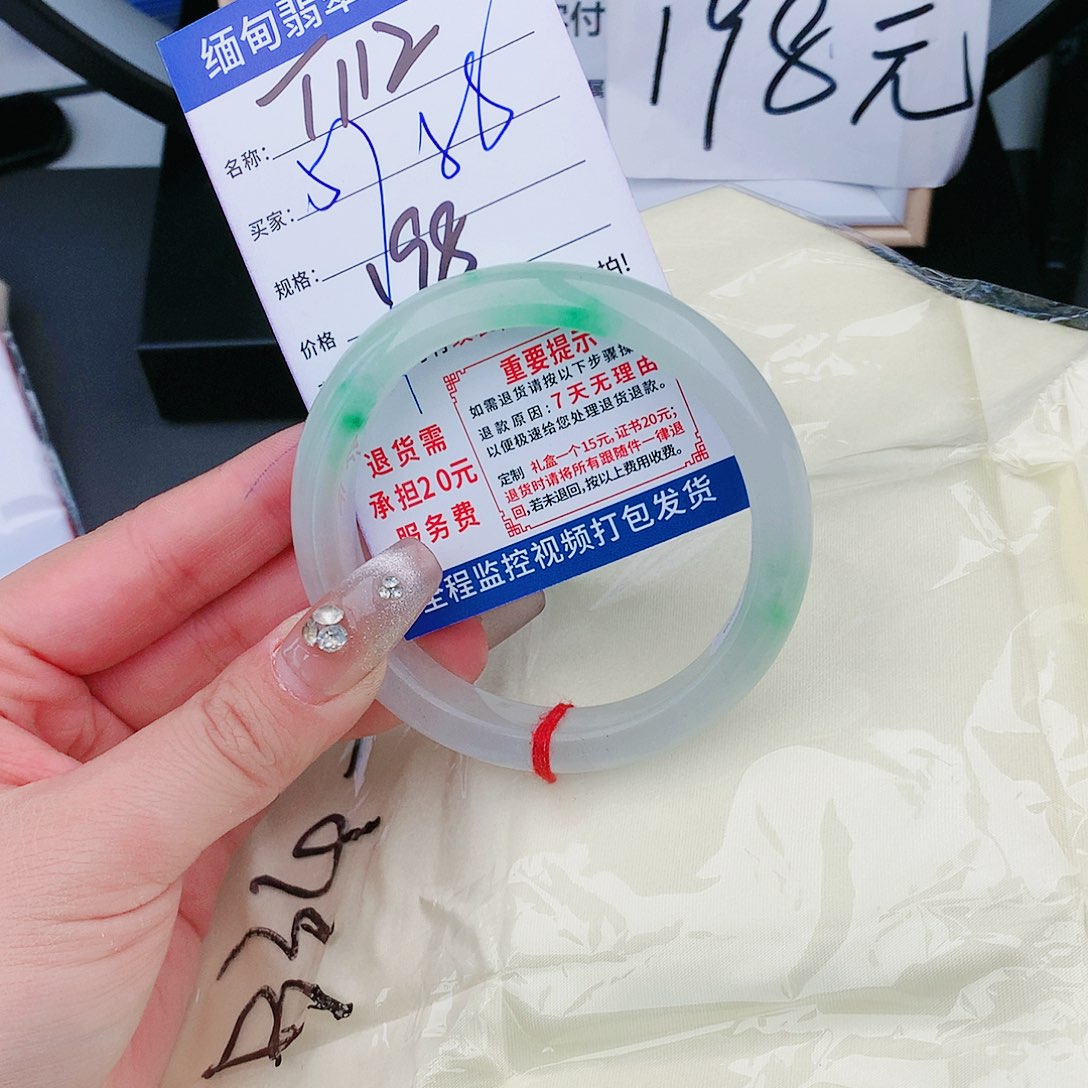 缅甸翡翠
T112
名称：
买家：
规格：
198
价格
拍！
付
198元
重要提示
如需退货请按以下步骤操
退款原因：7天无理由
以便极速给您处理退货退款。
退货需
承担20元
服务费
定制 礼盒一个15元，证书20元；
退货时请将所有跟随件一律退
回，若未退回，按以上费用收费。
全程监控视频打包发货